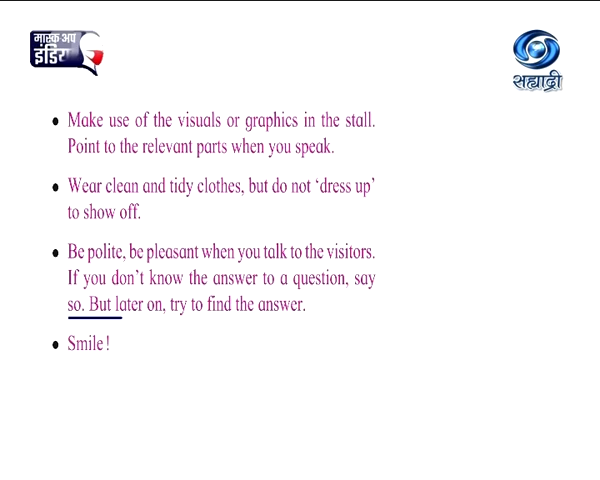 मास्क अप
इंडिया
सह्याद्री
• Make use of the visuals or graphics in the stall.
Point to the relevant parts when you speak.
• Wear clean and tidy clothes, but do not ‘dress up’
to show off.
• Be polite, be pleasant when you talk to the visitors.
If you don’t know the answer to a question, say
so. But later on, try to find the answer.
• Smile!